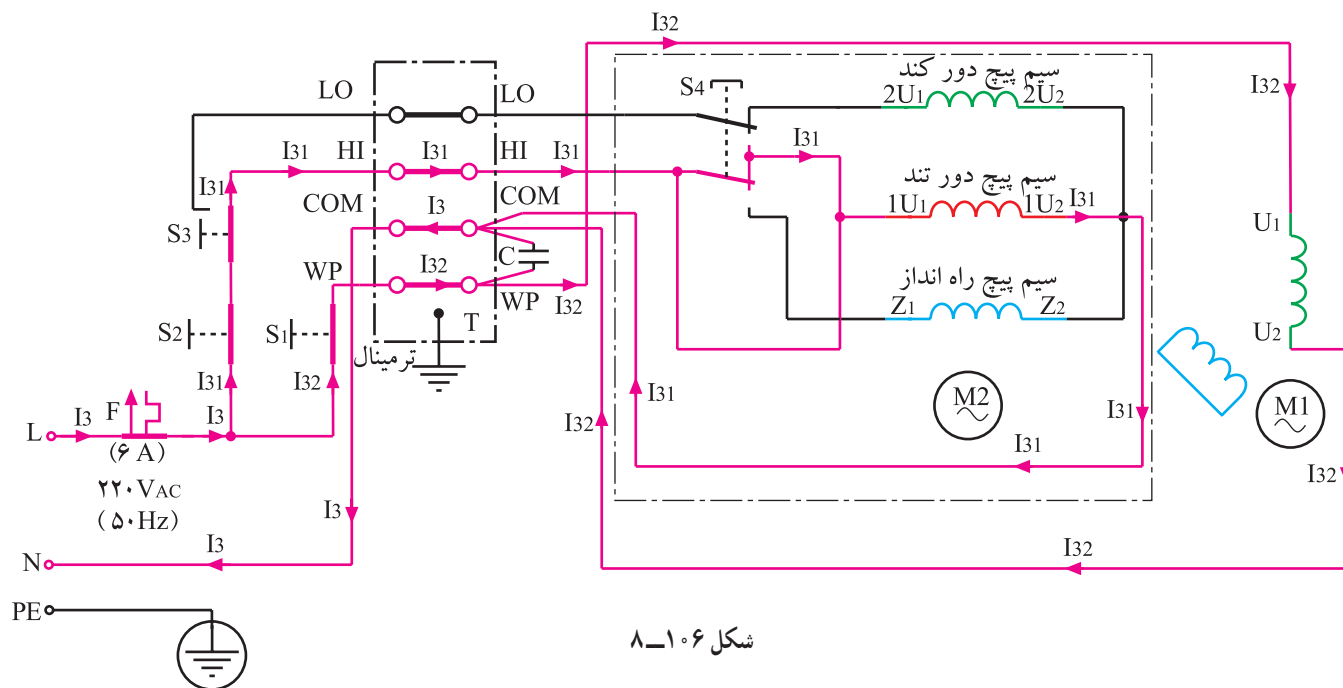 I32
LO
LO
S4
سیم پیچ دور کند
2U1
2U2
I32
I31
I31
HI
I31
HI
I31
I31
سیم پیچ دور تند
1U1
1U2
I31
I31
COM
I3
COM
S3
C
WP
I32
WP
I32
T
سیم پیچ راه انداز
Z1
Z2
U1
U2
S2
S1
ترمینال
I31
I32
I31
I32
M2
I31
M1
L
I3
F
I3
(۶ A)
I31
I32
۲۲۰VAC
(۵۰Hz)
I3
N
I3
I32
PE
شکل ۱۰۶–۸